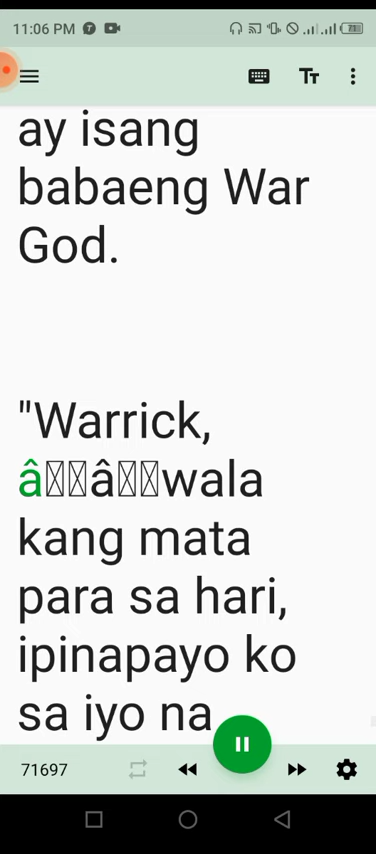 11:06 PM
ay isang
babaeng War
God.
"Warrick,
â

â

wala
kang mata
para sa hari,
ipinapayo ko
sa iyo na
71697